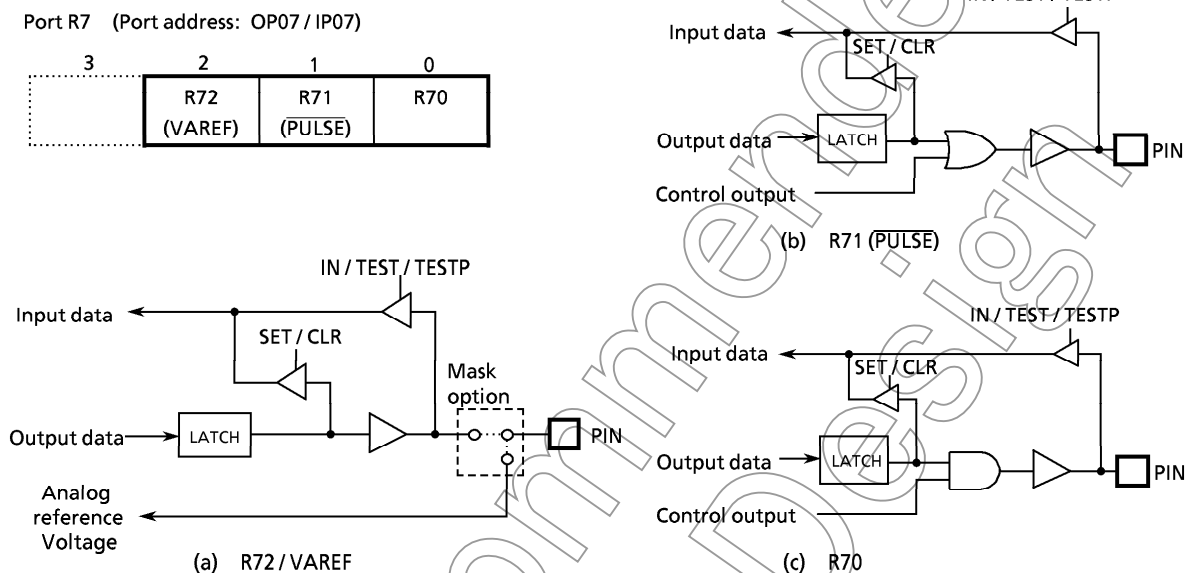 Port R7 (Port address: OP07 / IP07)
3 2 1 0
R72 R71 R70
(VAREF) (PULSE)
IN / TEST / TESTP
Input data
SET / CLR
Mask
option
Output data
LATCH
PIN
Analog
reference
Voltage
(a) R72 / VAREF
Input data
SET / CLR
Output data
LATCH
PIN
Control output
(b) R71 (PULSE)
IN / TEST / TESTP
Input data
SET / CLR
Output data
LATCH
PIN
Control output
(c) R70